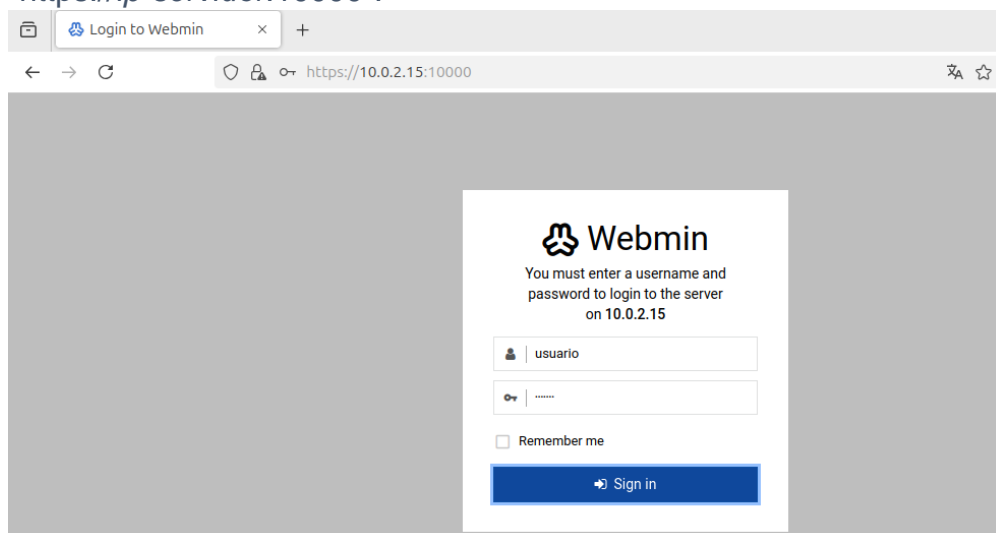 Login to Webmin
https://10.0.2.15:10000
Webmin
You must enter a username and
password to login to the server
on 10.0.2.15
usuario
Remember me
Sign in